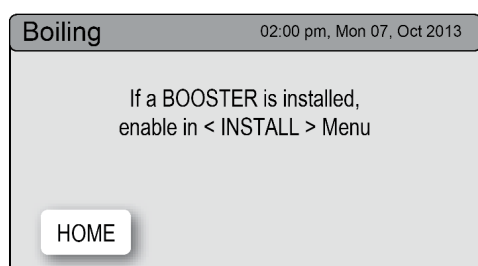 Boiling 02:00 pm, Mon 07, Oct 2013
If a BOOSTER is installed,
enable in < INSTALL > Menu
HOME